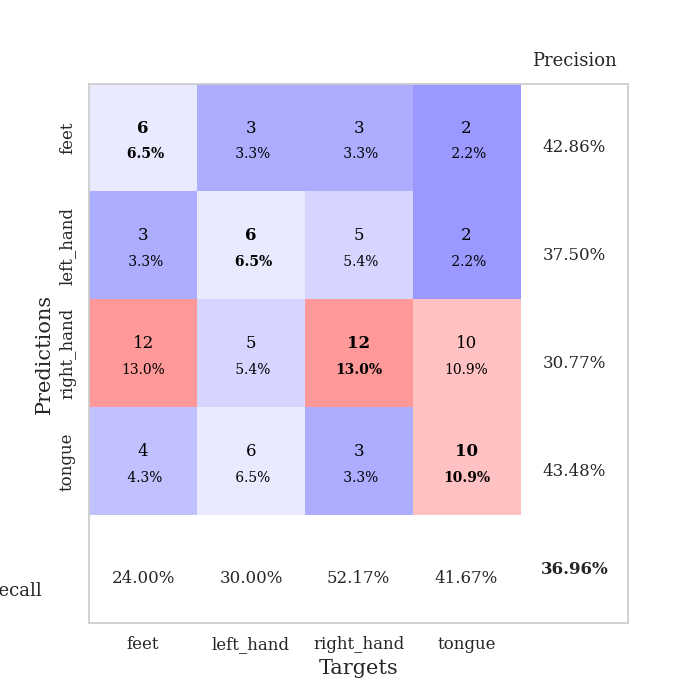 Precision
feet
6 3 3 2
6.5% 3.3% 3.3% 2.2%
42.86%
left_hand
3 6 5 2
3.3% 6.5% 5.4% 2.2%
37.50%
Predictions
right_hand
12 5 12 10
13.0% 5.4% 13.0% 10.9%
30.77%
tongue
4 6 3 10
4.3% 6.5% 3.3% 10.9%
43.48%
ecall
24.00% 30.00% 52.17% 41.67% 36.96%
feet left_hand right_hand tongue
Targets